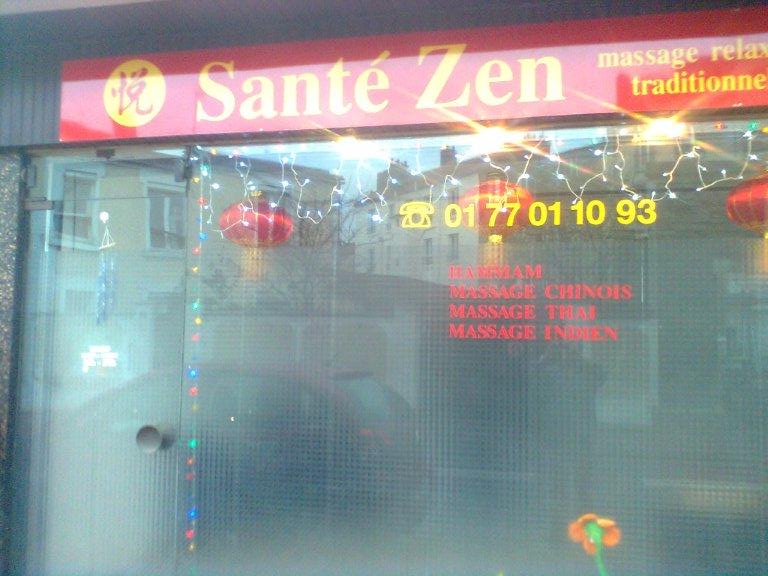 悦 Santé Zen
massage relax
traditionne
☎ 01 77 01 10 93
HAMMAM
MASSAGE CHINOIS
MASSAGE THAI
MASSAGE INDIEN